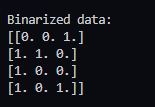 Binarized data:
[[0. 0. 1.]
[1. 1. 0.]
[1. 0. 0.]
[1. 0. 1.]]